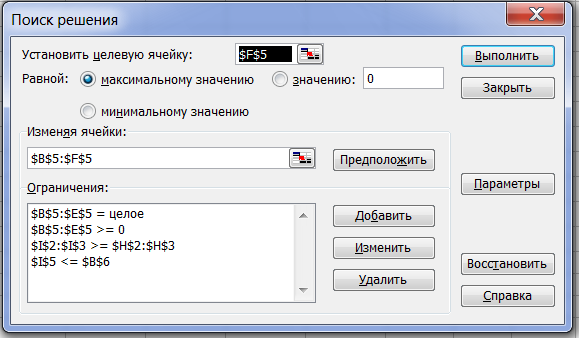 Поиск решения
Установить целевую ячейку: $F$5
Выполнить
Равной: максимальному значению значению: 0
Закрыть
минимальному значению
Изменяя ячейки:
$B$5:$F$5
Предположить
Ограничения:
Параметры
$B$5:$E$5 = целое
$B$5:$E$5 >= 0
$I$2:$I$3 >= $H$2:$H$3
$I$5 <= $B$6
Добавить
Изменить
Удалить
Восстановить
Справка